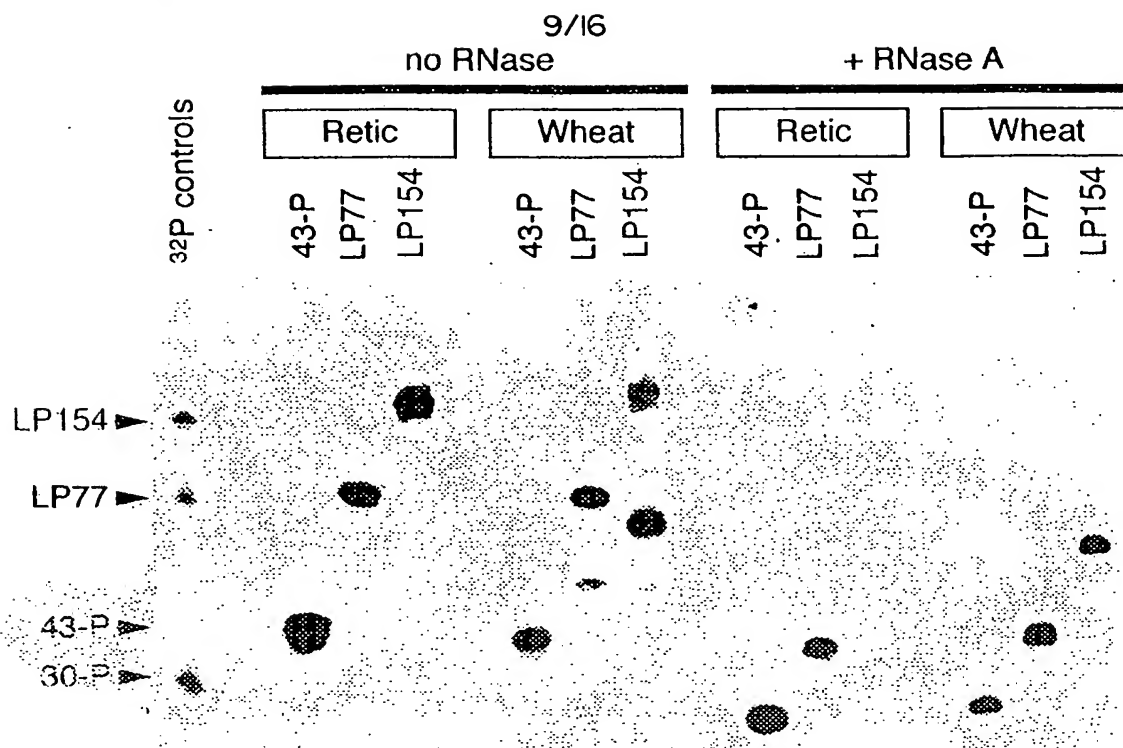 9/16
no RNase
+ RNase A
³²P controls
Retic
Wheat
Retic
Wheat
43-P
LP77
LP154
43-P
LP77
LP154
43-P
LP77
LP154
43-P
LP77
LP154
LP154
LP77
43-P
30-P